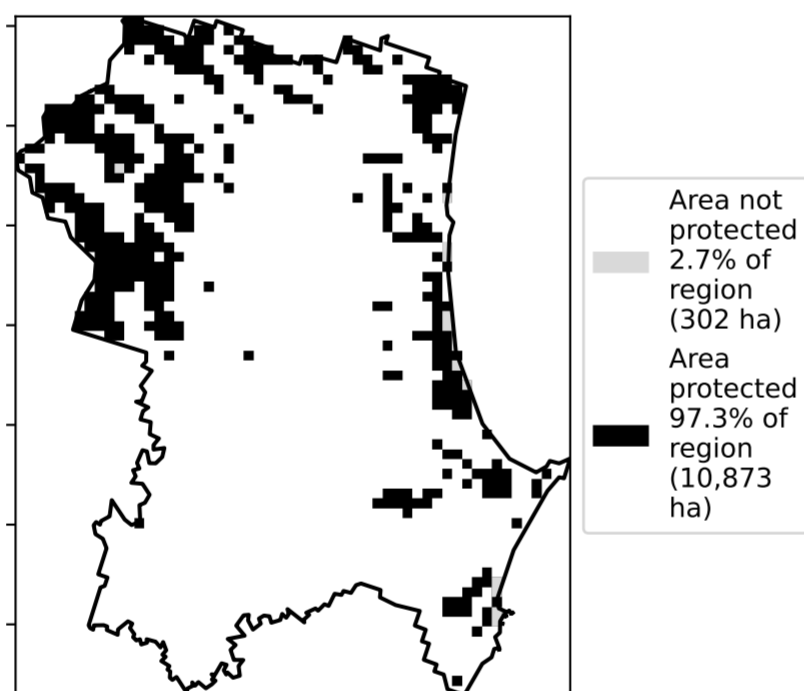 Area not
protected
2.7% of
region
(302 ha)
Area
protected
97.3% of
region
(10,873
ha)